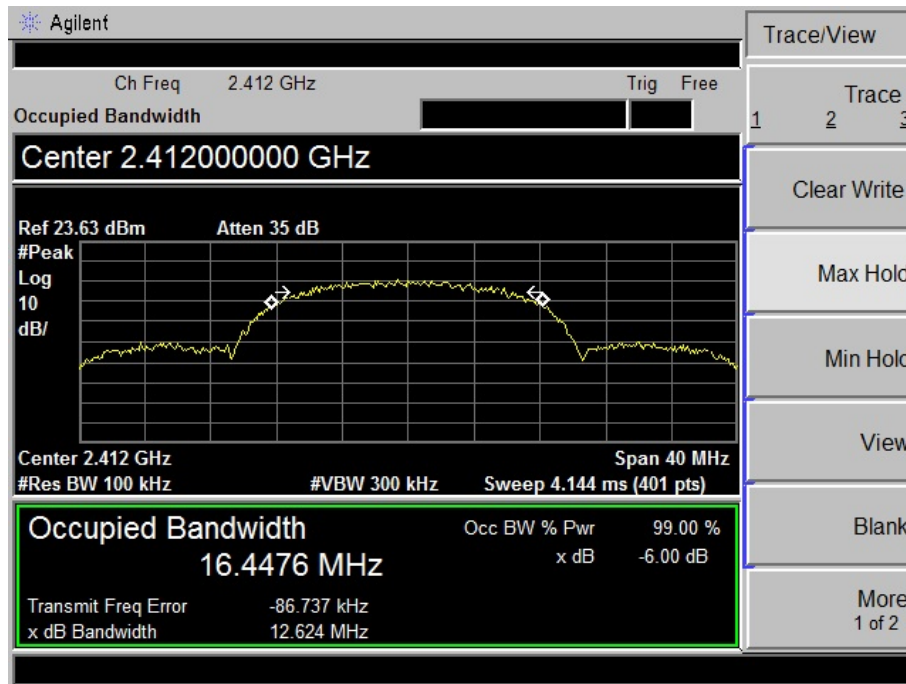 Agilent
Trace/View
Ch Freq 2.412 GHz Trig Free
Occupied Bandwidth
Center 2.412000000 GHz
Ref 23.63 dBm Atten 35 dB
#Peak
Log
10
dB/
Center 2.412 GHz Span 40 MHz
#Res BW 100 kHz #VBW 300 kHz Sweep 4.144 ms (401 pts)
Occupied Bandwidth
16.4476 MHz
Occ BW % Pwr 99.00 %
x dB -6.00 dB
Transmit Freq Error -86.737 kHz
x dB Bandwidth 12.624 MHz
Trace
1 2 3
Clear Write
Max Hold
Min Hold
View
Blank
More
1 of 2